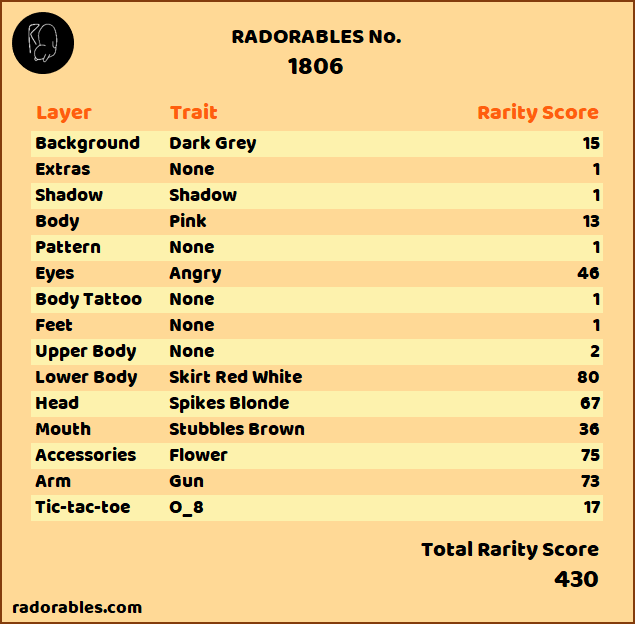 RADORABLES No.
1806
Layer Trait Rarity Score
Background Dark Grey 15
Extras None 1
Shadow Shadow 1
Body Pink 13
Pattern None 1
Eyes Angry 46
Body Tattoo None 1
Feet None 1
Upper Body None 2
Lower Body Skirt Red White 80
Head Spikes Blonde 67
Mouth Stubbles Brown 36
Accessories Flower 75
Arm Gun 73
Tic-tac-toe O_8 17
Total Rarity Score
430
radorables.com